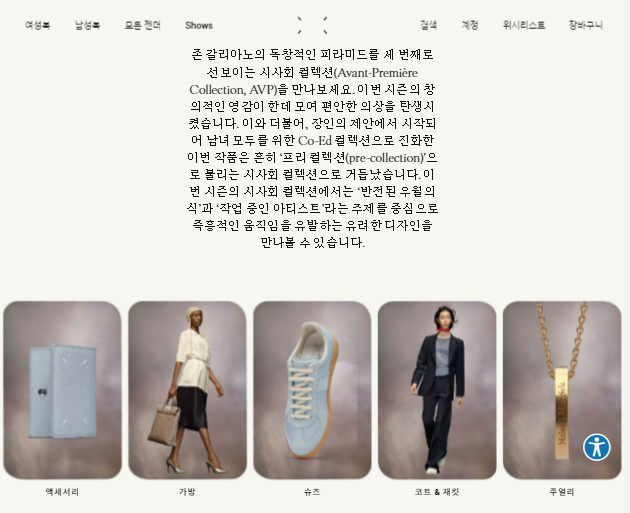 여성복 남성복 모든 젠더 Shows 검색 계정 위시리스트 장바구니
존 갈리아노의 독창적인 피라미드를 세 번째로
선보이는 시사회 컬렉션(Avant-Première
Collection, AVP)을 만나보세요. 이번 시즌의 창
의적인 영감이 한데 모여 편안한 의상을 탄생시
켰습니다. 이와 더불어, 장인의 제안에서 시작되
어 남녀 모두를 위한 Co-Ed 컬렉션으로 진화한
이번 작품은 흔히 ‘프리 컬렉션(pre-collection)’으
로 불리는 시사회 컬렉션으로 거듭났습니다. 이
번 시즌의 시사회 컬렉션에서는 ‘반전된 우월의
식’과 ‘작업 중인 아티스트’라는 주제를 중심으로
즉흥적인 움직임을 유발하는 유려한 디자인을
만나볼 수 있습니다.
액세서리 가방 슈즈 코트 & 재킷 주얼리